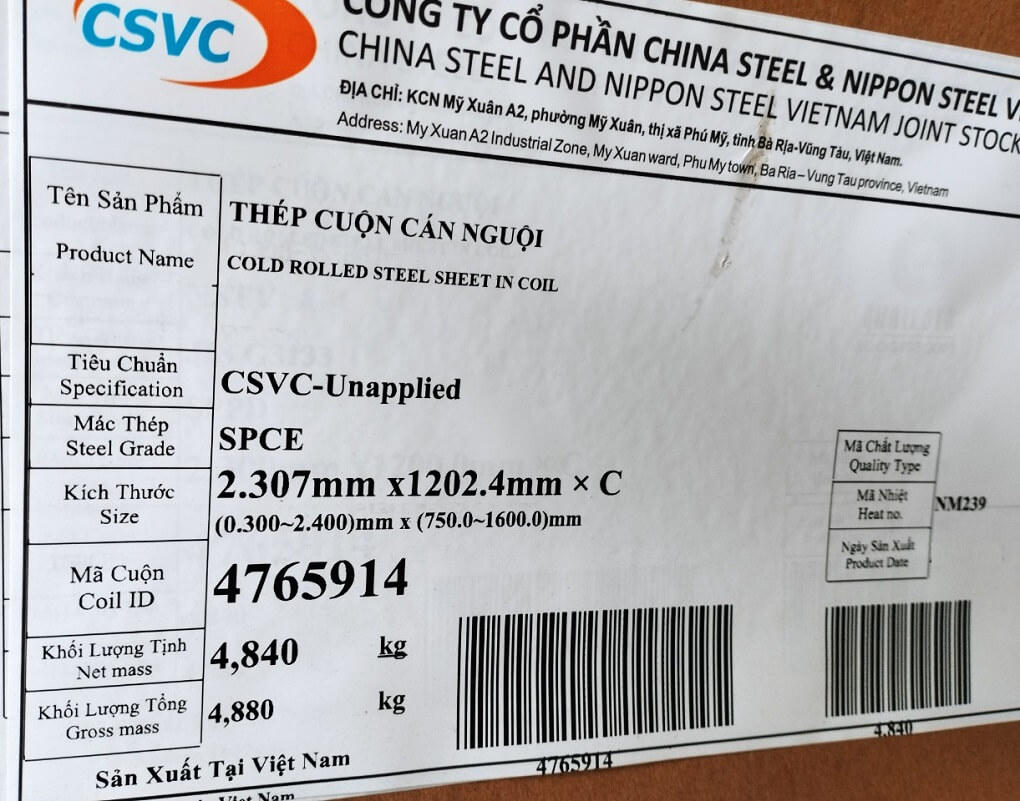 CSVC
CÔNG TY CỔ PHẦN CHINA STEEL & NIPPON STEEL
CHINA STEEL AND NIPPON STEEL VIETNAM JOINT STOCK
ĐỊA CHỈ: KCN Mỹ Xuân A2, phường Mỹ Xuân, thị xã Phú Mỹ, tỉnh Bà Rịa-Vũng Tàu, Việt Nam.
Address: My Xuan A2 Industrial Zone, My Xuan ward, Phu My town, Ba Ria – Vung Tau province, Vietnam
Tên Sản Phẩm
THÉP CUỘN CÁN NGUỘI
Product Name
COLD ROLLED STEEL SHEET IN COIL
Tiêu Chuẩn
Specification
CSVC-Unapplied
Mác Thép
Steel Grade
SPCE
Kích Thước
Size
2.307mm x1202.4mm × C
(0.300~2.400)mm x (750.0~1600.0)mm
Mã Chất Lượng
Quality Type
Mã Nhiệt
Heat no.
NM239
Ngày Sản Xuất
Product Date
Mã Cuộn
Coil ID
4765914
Khối Lượng Tịnh
Net mass
4,840 kg
Khối Lượng Tổng
Gross mass
4,880 kg
4765914
4,840
Sản Xuất Tại Việt Nam
Viet Nam